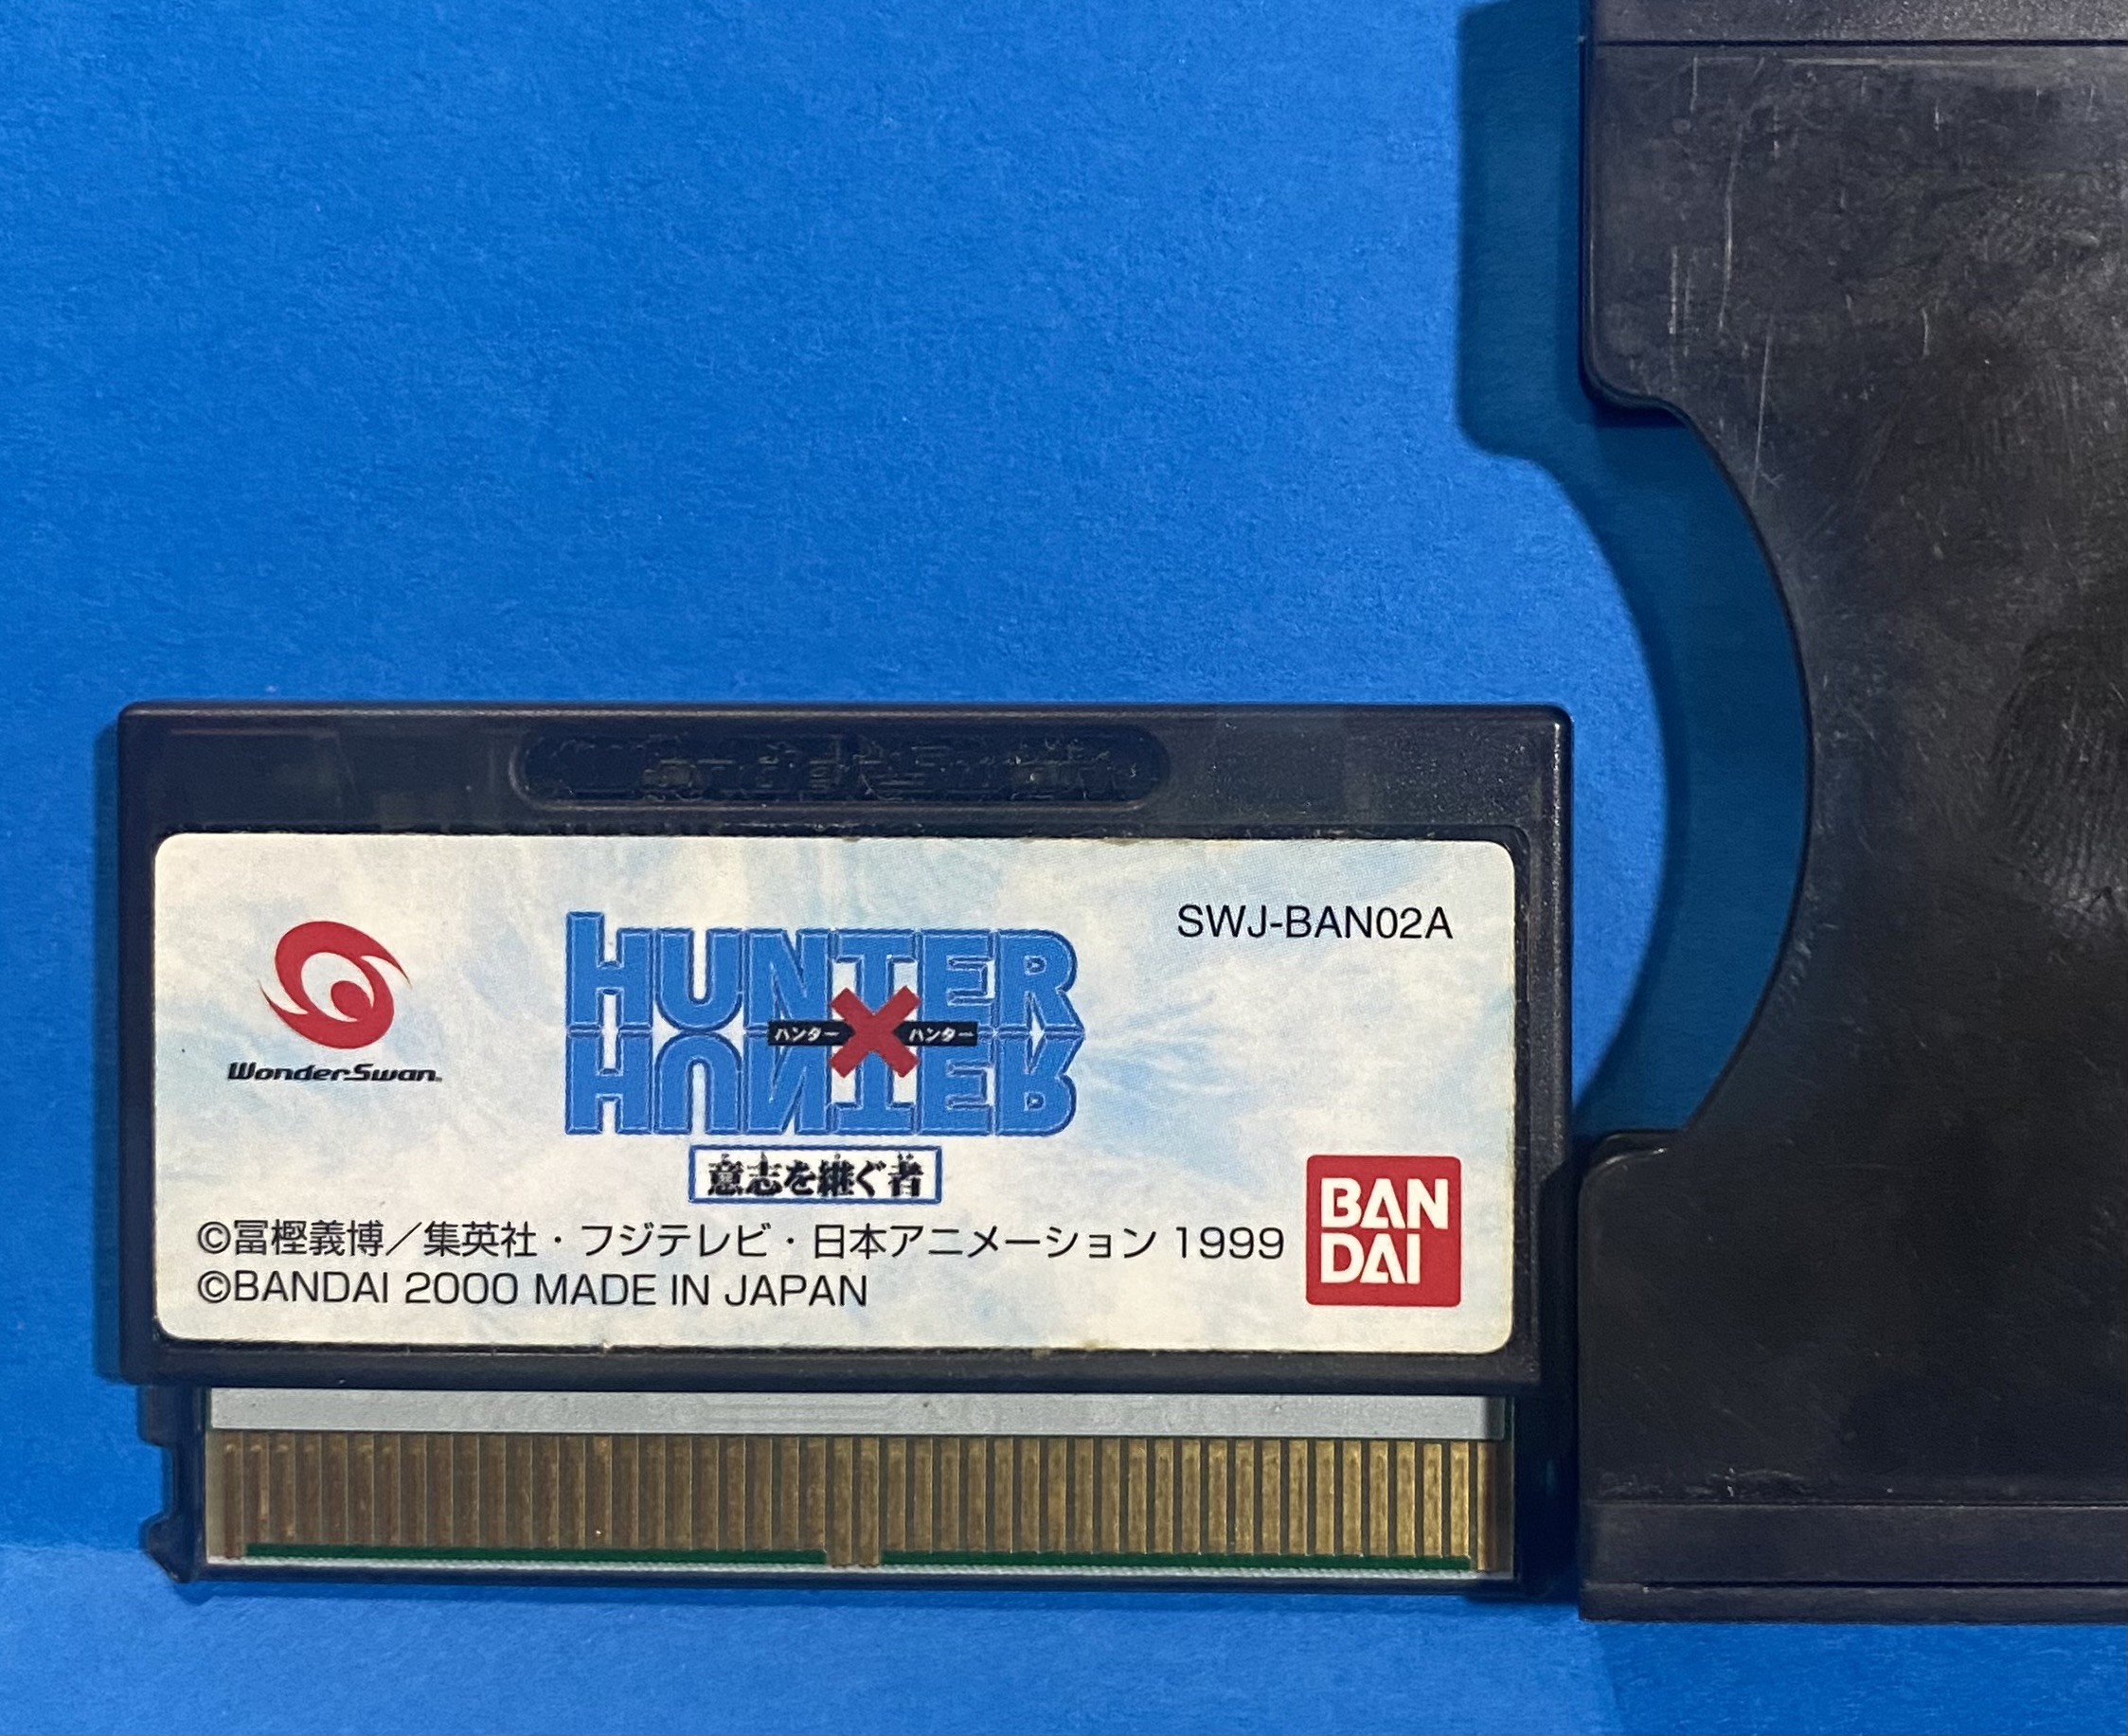 SWJ-BAN02A
WonderSwan
HUNTER
ハンター×ハンター
HUNTER
意志を継ぐ者
©冨樫義博／集英社・フジテレビ・日本アニメーション 1999
©BANDAI 2000 MADE IN JAPAN
BAN
DAI